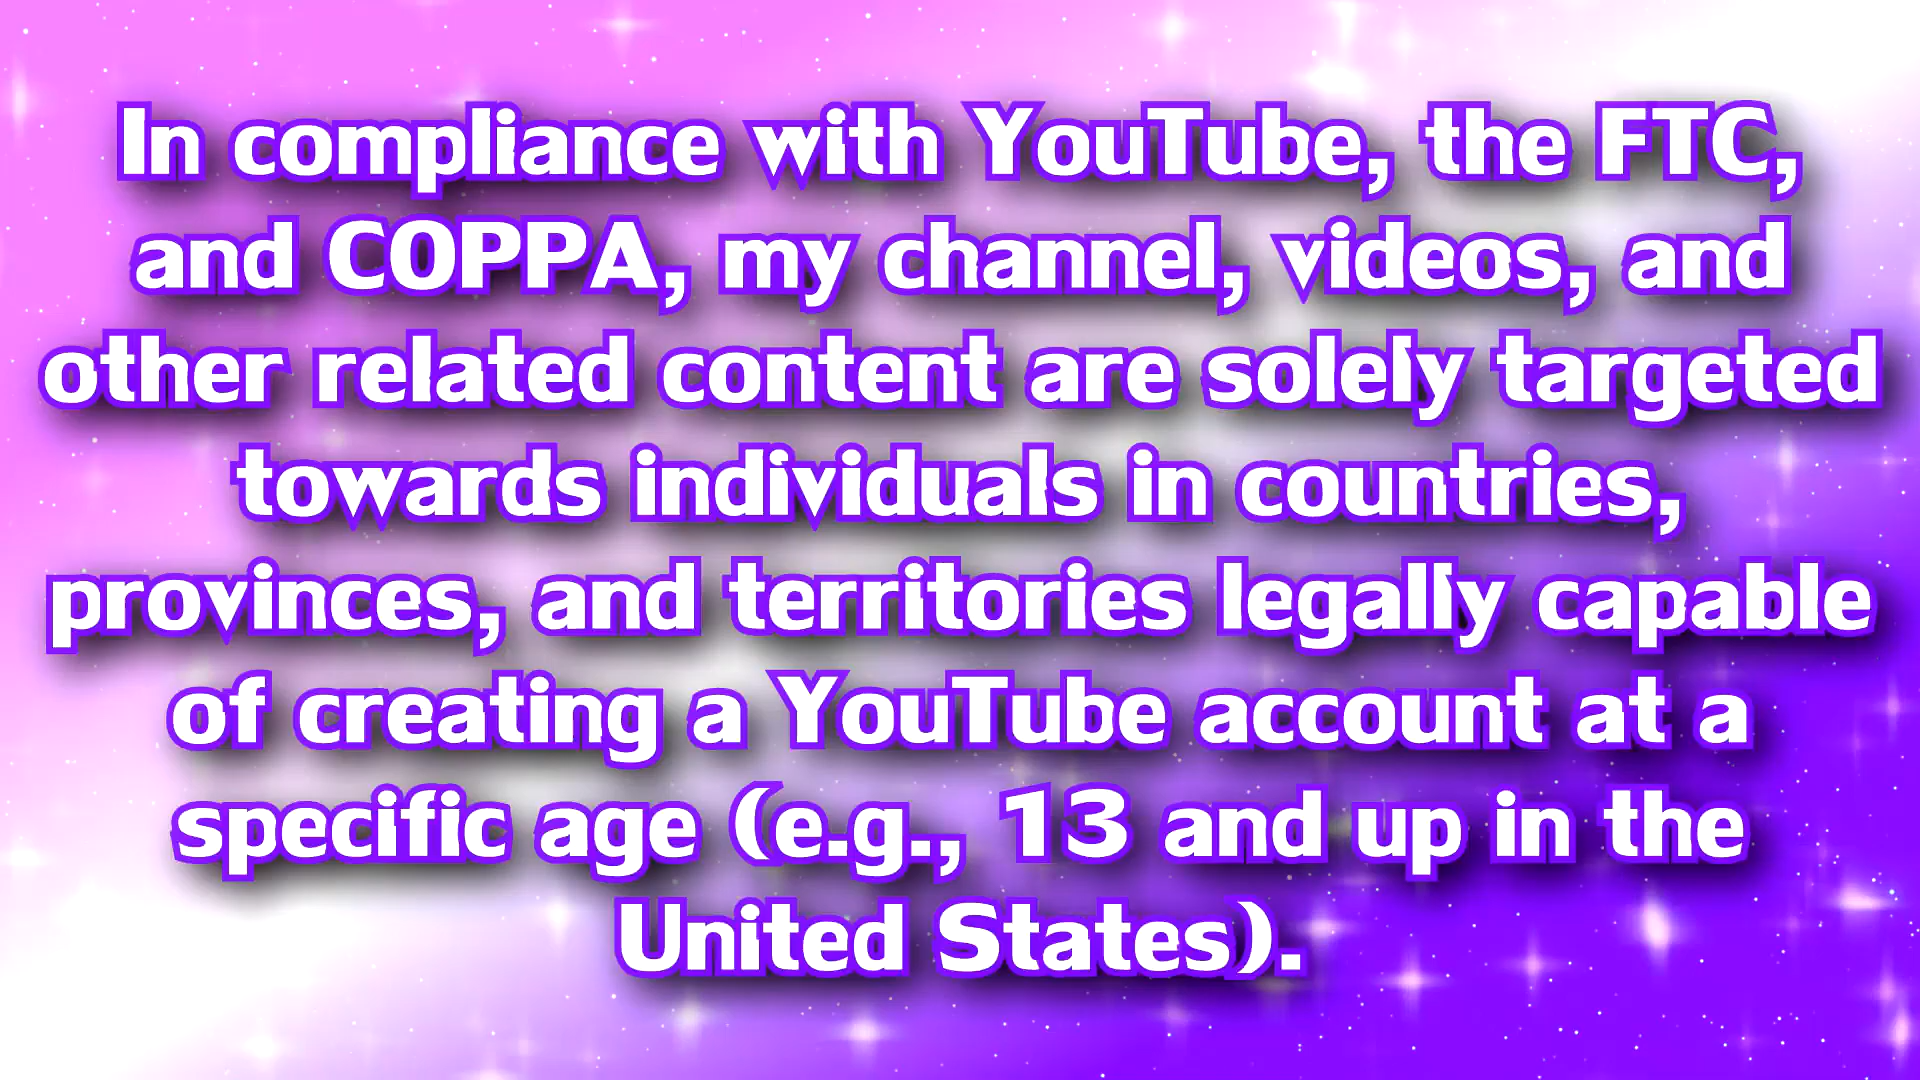 In compliance with YouTube, the FTC,
and COPPA, my channel, videos, and
other related content are solely targeted
towards individuals in countries,
provinces, and territories legally capable
of creating a YouTube account at a
specific age (e.g., 13 and up in the
United States).